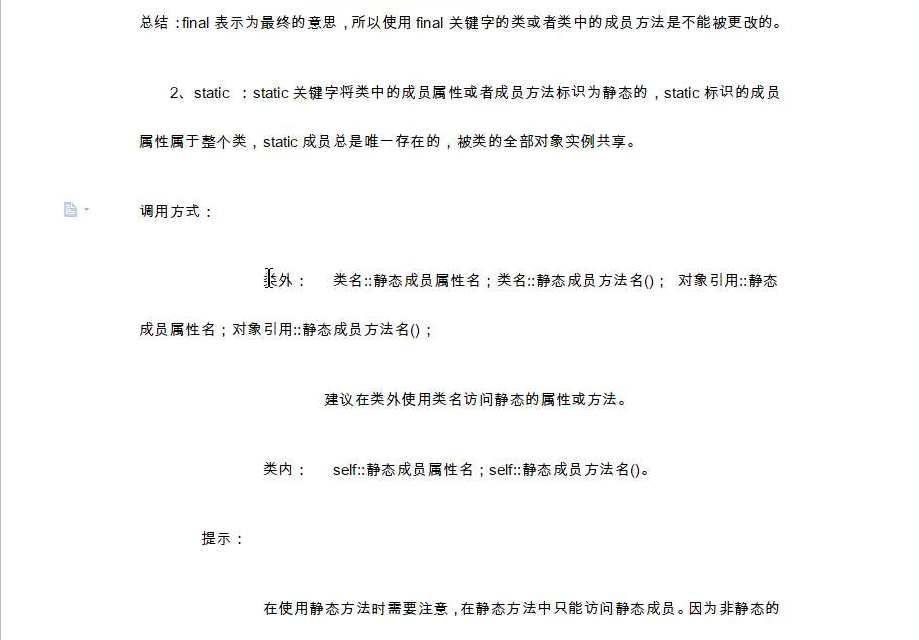 总结：final 表示为最终的意思，所以使用 final 关键字的类或者类中的成员方法是不能被更改的。
2、static ：static 关键字将类中的成员属性或者成员方法标识为静态的，static 标识的成员
属性属于整个类，static 成员总是唯一存在的，被类的全部对象实例共享。
调用方式：
类外： 类名::静态成员属性名；类名::静态成员方法名()； 对象引用::静态
成员属性名；对象引用::静态成员方法名()；
建议在类外使用类名访问静态的属性或方法。
类内： self::静态成员属性名；self::静态成员方法名()。
提示：
在使用静态方法时需要注意，在静态方法中只能访问静态成员。因为非静态的